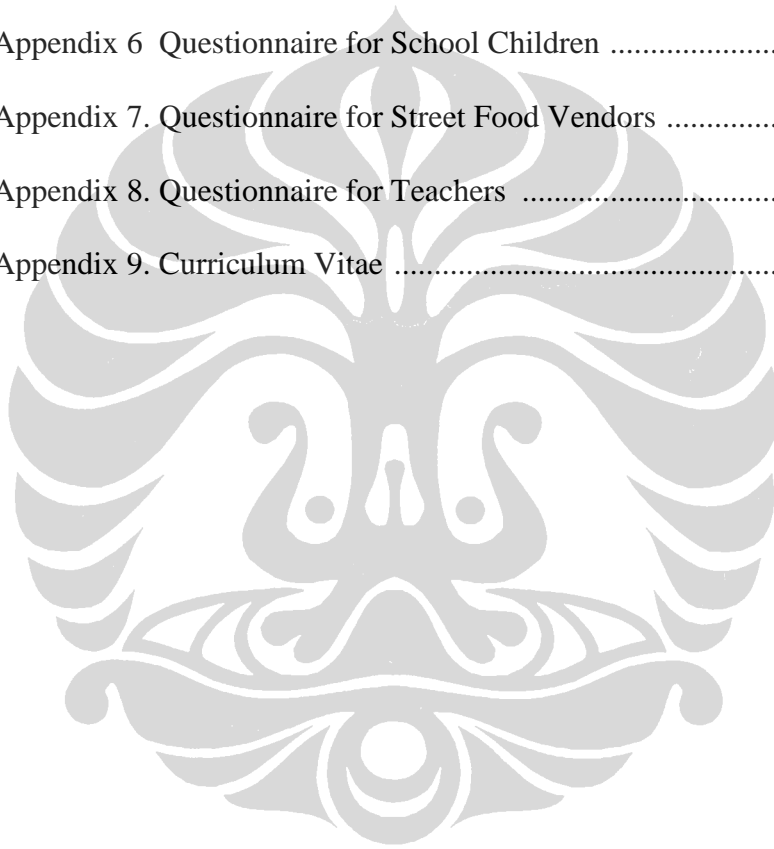 Appendix 6  Questionnaire for School Children ......................
Appendix 7. Questionnaire for Street Food Vendors ...............
Appendix 8. Questionnaire for Teachers  ..................................
Appendix 9. Curriculum Vitae ...................................................